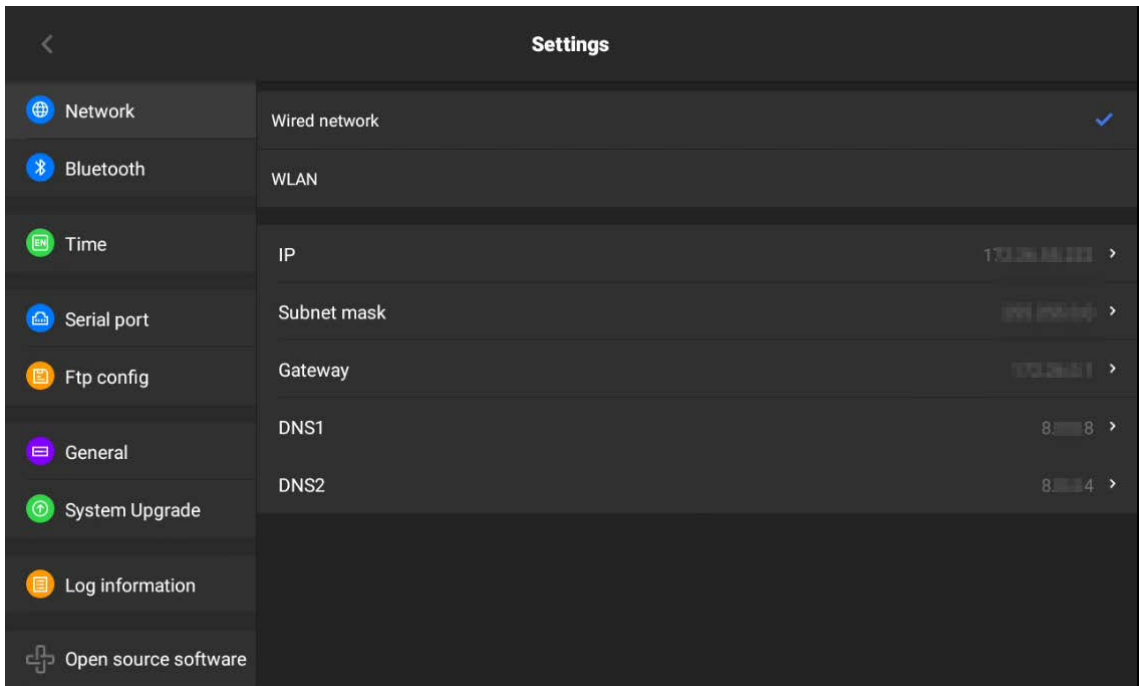 Settings
Network
Bluetooth
Time
Serial port
Ftp config
General
System Upgrade
Log information
Open source software
Wired network
WLAN
IP
Subnet mask
Gateway
DNS1
DNS2